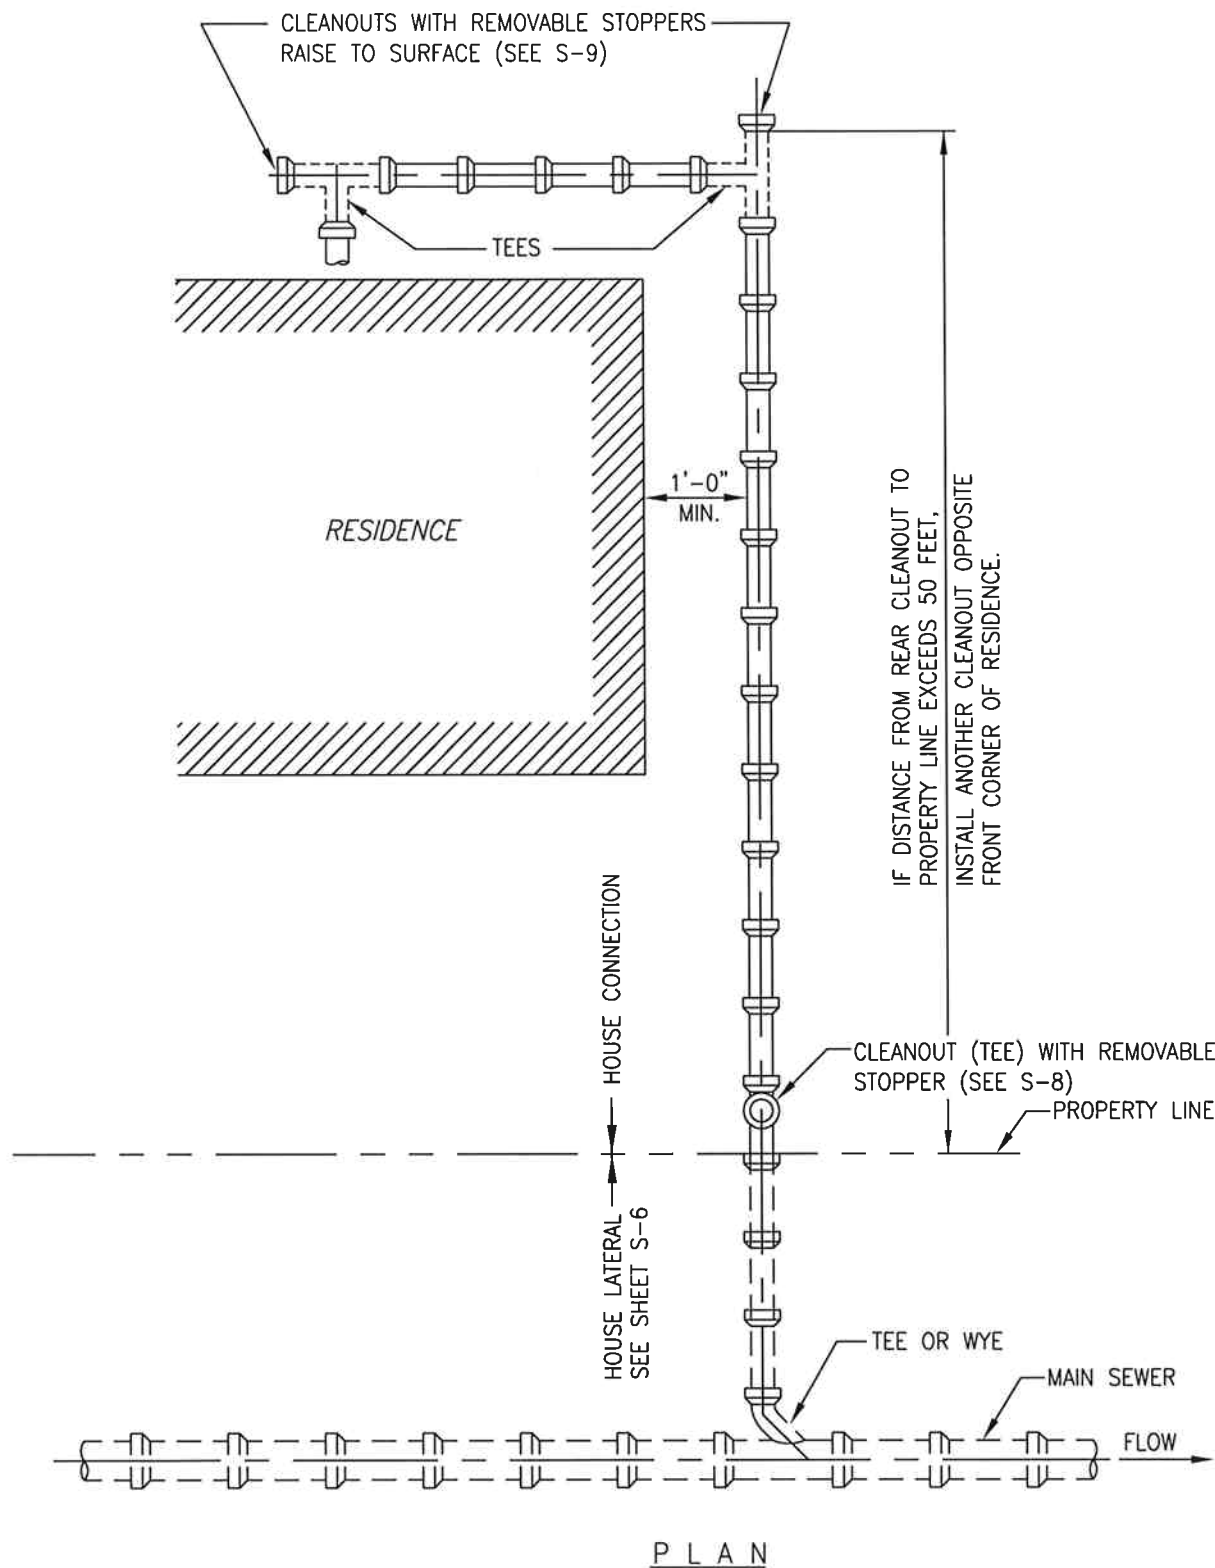 CLEANOUTS WITH REMOVABLE STOPPERS
RAISE TO SURFACE (SEE S-9)
TEES
RESIDENCE
1'-0"
MIN.
IF DISTANCE FROM REAR CLEANOUT TO
PROPERTY LINE EXCEEDS 50 FEET,
INSTALL ANOTHER CLEANOUT OPPOSITE
FRONT CORNER OF RESIDENCE.
HOUSE CONNECTION
CLEANOUT (TEE) WITH REMOVABLE
STOPPER (SEE S-8)
PROPERTY LINE
HOUSE LATERAL
SEE SHEET S-6
TEE OR WYE
MAIN SEWER
FLOW
PLAN